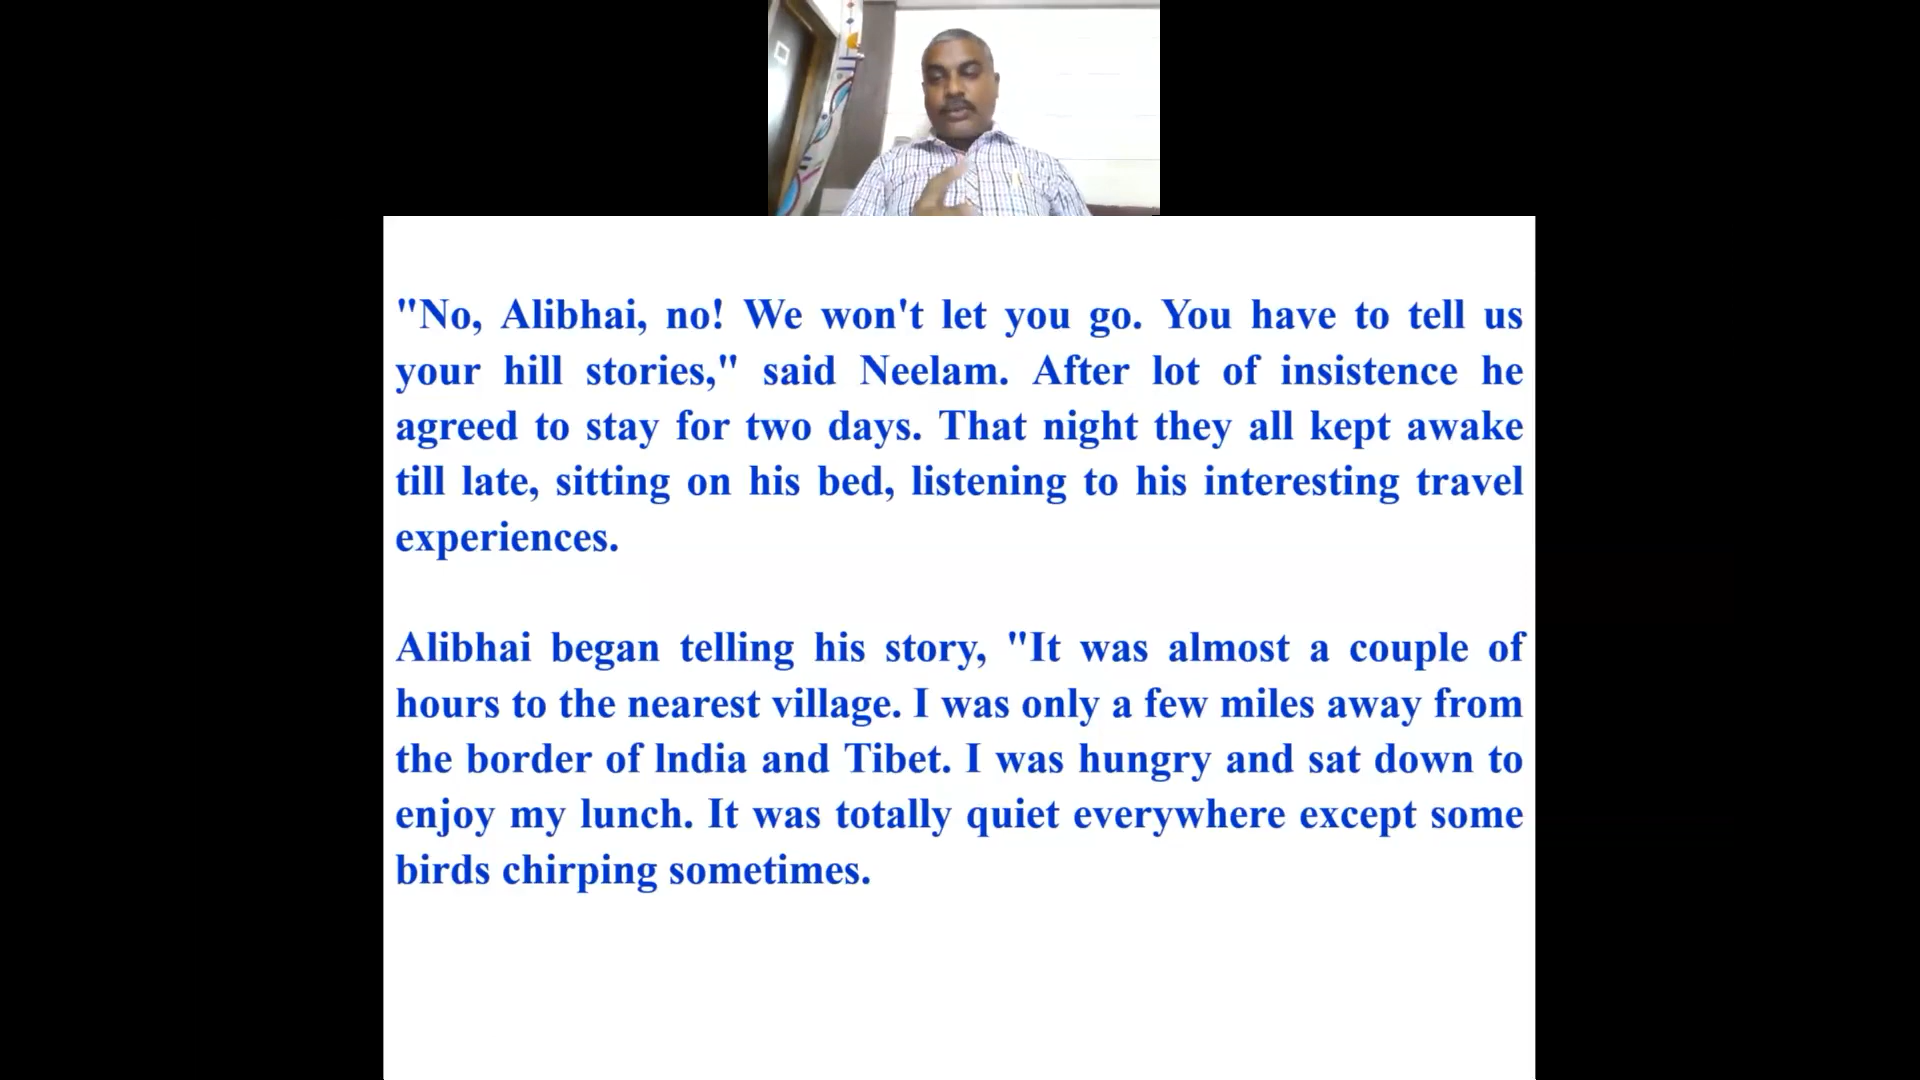 "No, Alibhai, no! We won't let you go. You have to tell us
your hill stories," said Neelam. After lot of insistence he
agreed to stay for two days. That night they all kept awake
till late, sitting on his bed, listening to his interesting travel
experiences.
Alibhai began telling his story, "It was almost a couple of
hours to the nearest village. I was only a few miles away from
the border of lndia and Tibet. I was hungry and sat down to
enjoy my lunch. It was totally quiet everywhere except some
birds chirping sometimes.